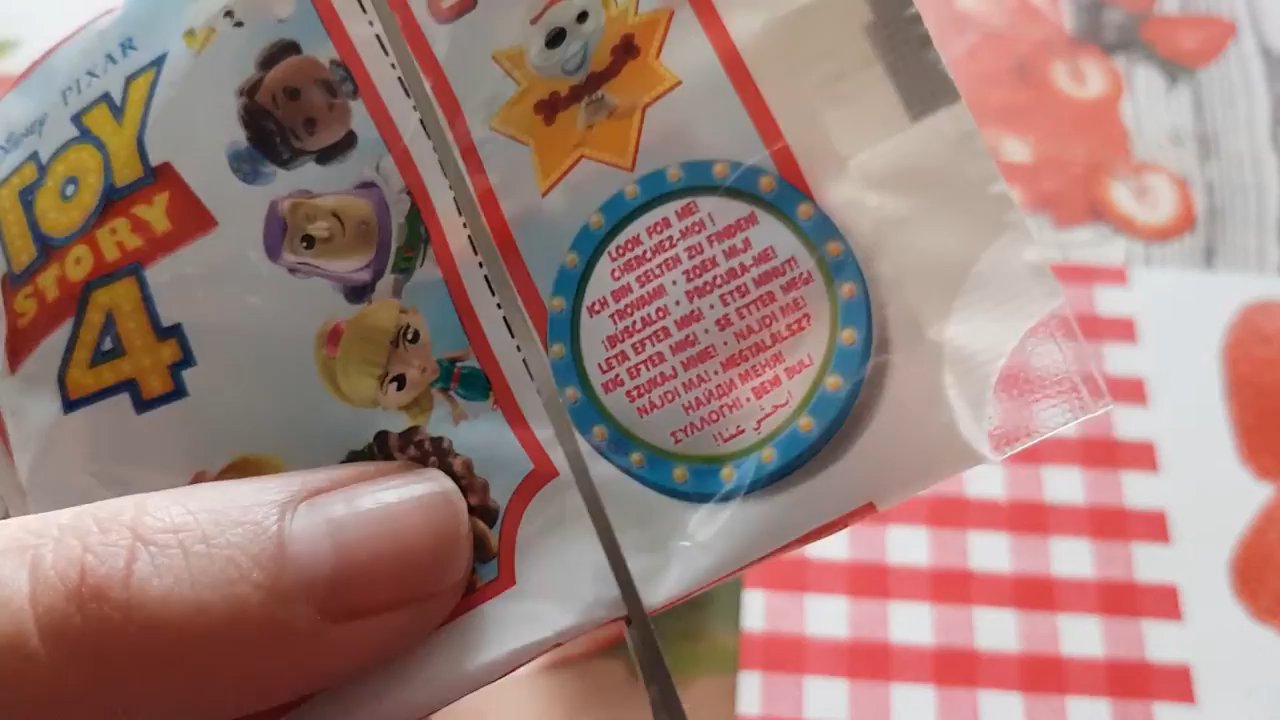 Disney PIXAR
TOY
STORY
4
LOOK FOR ME!
CHERCHEZ-MOI !
ICH BIN SELTEN ZU FINDEN!
TROVAMI! • ZOEK MIJ!
¡BÚSCALO! • PROCURA-ME!
LETA EFTER MIG! • ETSI MINUT!
KIG EFTER MIG! • SE ETTER MEG!
SZUKAJ MNIE! • NAJDI ME!
NÁJDI MA! • MEGTALÁLSZ?
НАЙДИ МЕНЯ!
ΣΥΛΛΟΓΗ! • BENİ BUL!
ابحثي عنا!